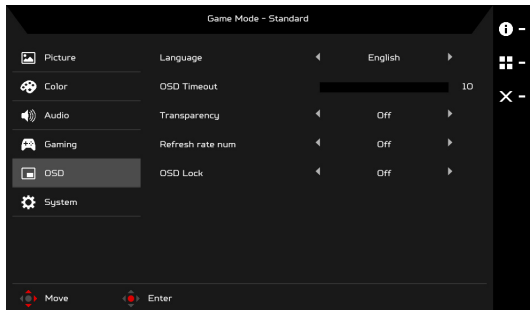 Game Mode - Standard
Picture
Language English
Color
OSD Timeout 10
Audio
Transparency Off
Gaming
Refresh rate num Off
OSD
OSD Lock Off
System
Move Enter